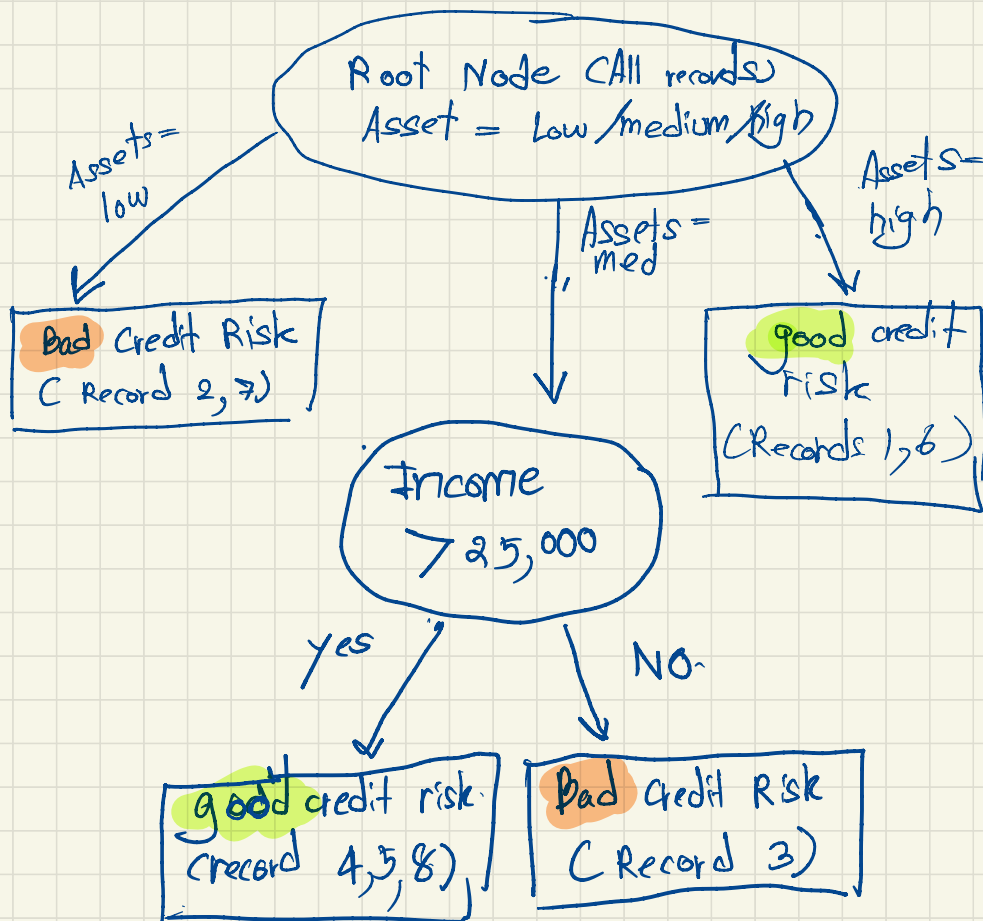 Root Node (All records)
Asset = Low/medium/high
Assets=
low
Assets=
med
Assets=
high
Bad Credit Risk
( Record 2,7)
good credit
risk
(Records 1,6)
Income
> 25,000
yes
NO.
good credit risk.
(record 4,5,8)
Bad Credit Risk
( Record 3)